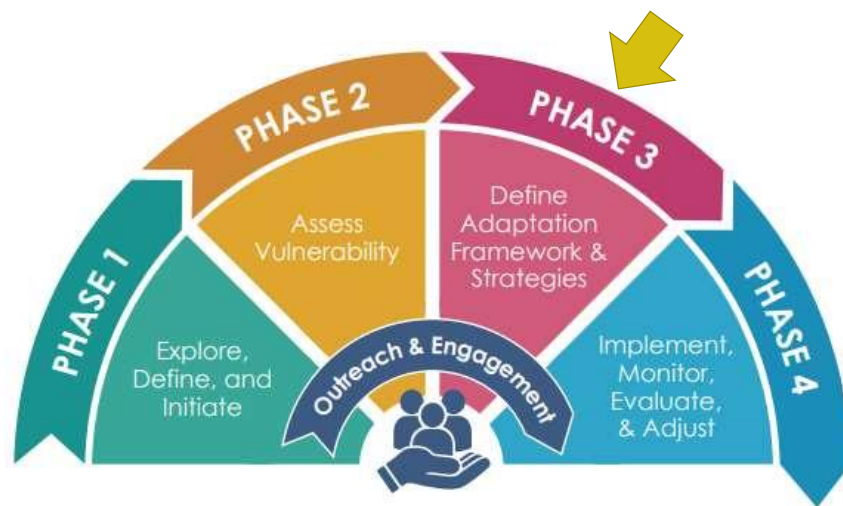 PHASE 1
Explore,
Define, and
Initiate
PHASE 2
Assess
Vulnerability
PHASE 3
Define
Adaptation
Framework &
Strategies
PHASE 4
Implement,
Monitor,
Evaluate,
& Adjust
Outreach & Engagement